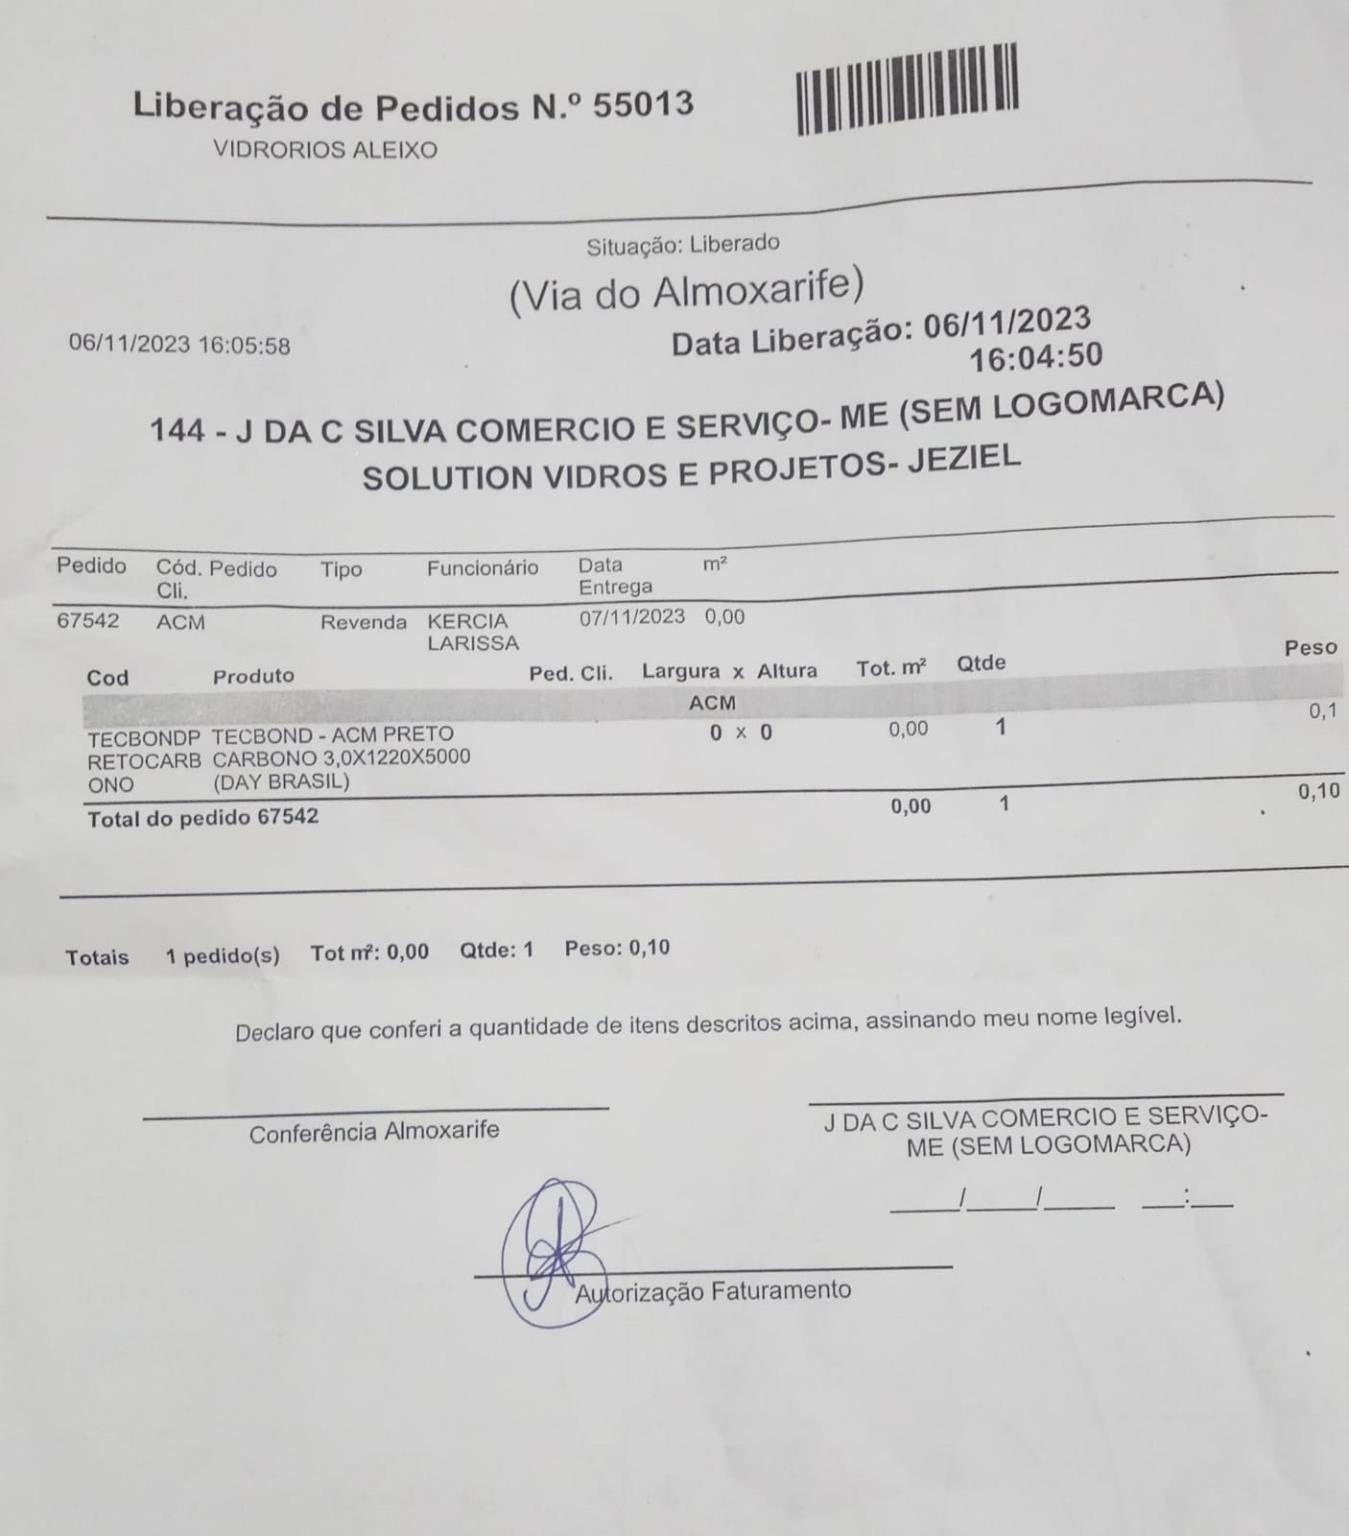 Liberação de Pedidos N.º 55013
VIDRORIOS ALEIXO
Situação: Liberado
(Via do Almoxarife)
06/11/2023 16:05:58
Data Liberação: 06/11/2023
16:04:50
144 - J DA C SILVA COMERCIO E SERVIÇO- ME (SEM LOGOMARCA)
SOLUTION VIDROS E PROJETOS- JEZIEL
Pedido Cód. Pedido Tipo Funcionário Data m²
Cli. Entrega
67542 ACM Revenda KERCIA 07/11/2023 0,00
LARISSA
Cod Produto Ped. Cli. Largura x Altura Tot. m² Qtde Peso
ACM
TECBONDP TECBOND - ACM PRETO 0 x 0 0,00 1 0,1
RETOCARB CARBONO 3,0X1220X5000
ONO (DAY BRASIL)
Total do pedido 67542 0,00 1 0,10
Totais 1 pedido(s) Tot m²: 0,00 Qtde: 1 Peso: 0,10
Declaro que conferi a quantidade de itens descritos acima, assinando meu nome legível.
Conferência Almoxarife
J DA C SILVA COMERCIO E SERVIÇO-
ME (SEM LOGOMARCA)
____/____/____ __:__
Autorização Faturamento